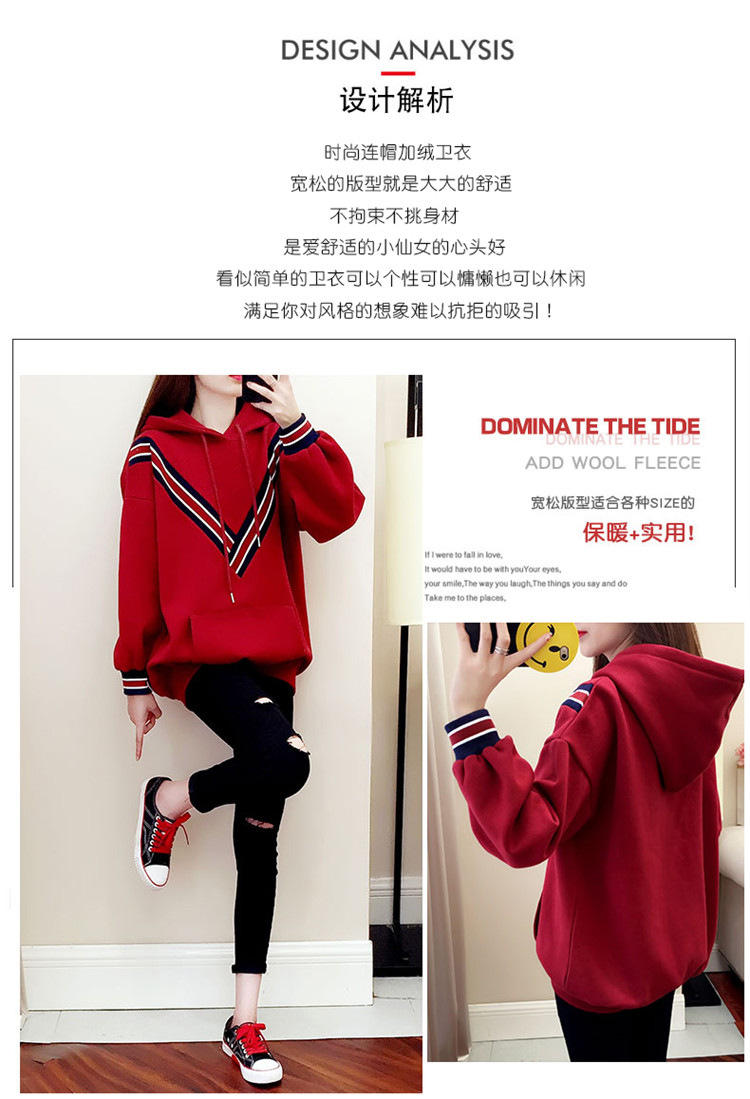 DESIGN ANALYSIS
设计解析
时尚连帽加绒卫衣
宽松的版型就是大大的舒适
不拘束不挑身材
是爱舒适的小仙女的心头好
看似简单的卫衣可以个性可以慵懒也可以休闲
满足你对风格的想象难以抗拒的吸引！
DOMINATE THE TIDE
DOMINATE THE TIDE
ADD WOOL FLEECE
宽松版型适合各种SIZE的
保暖+实用!
If I were to fall in love,
It would have to be with youYour eyes,
your smile,The way you laugh,The things you say and do
Take me to the places,